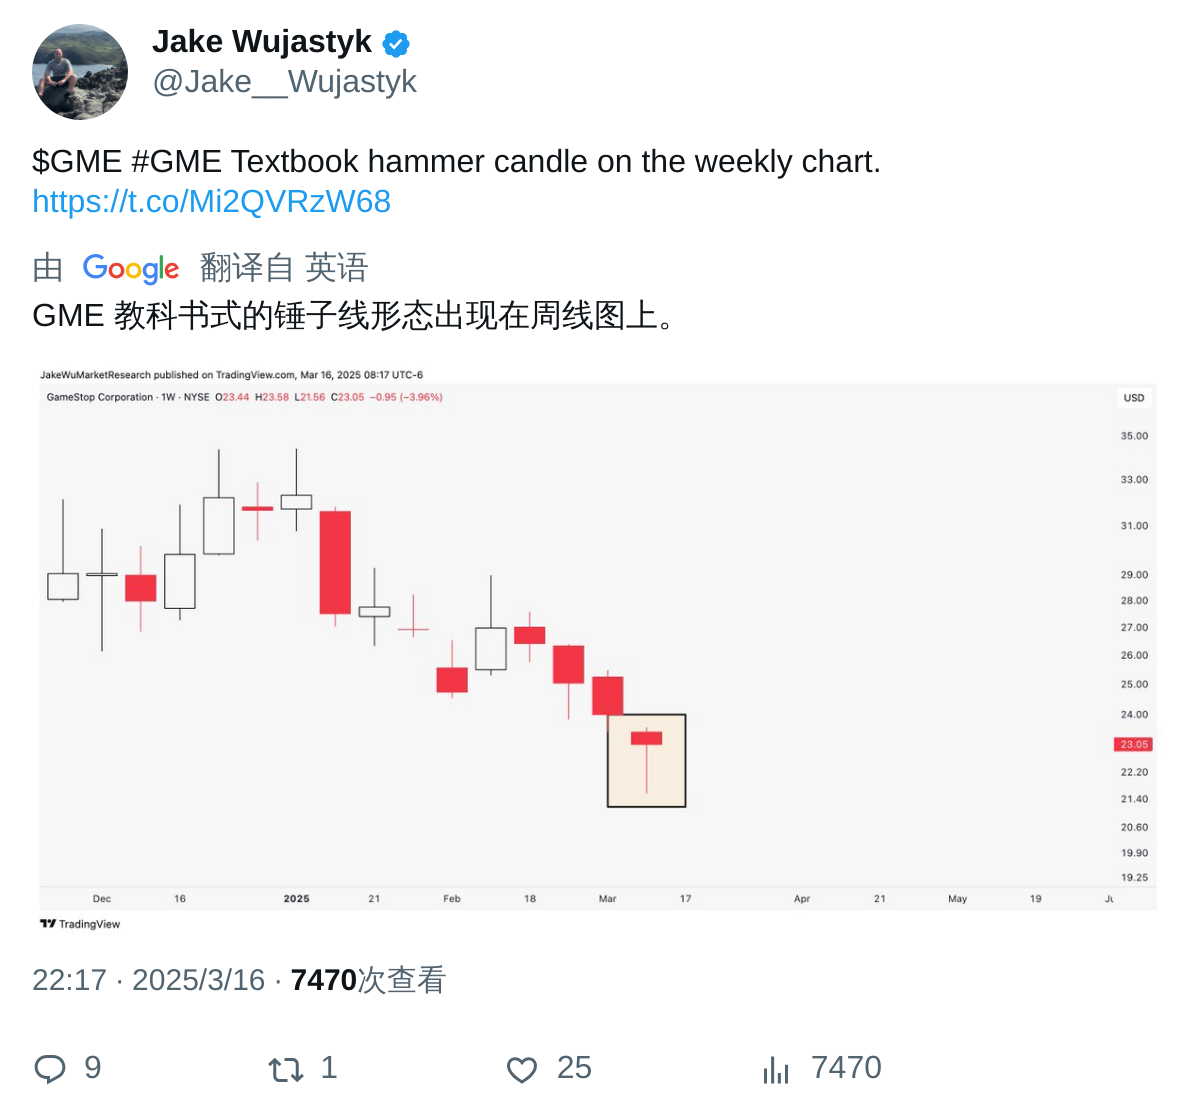 Jake Wujastyk
@Jake__Wujastyk
$GME #GME Textbook hammer candle on the weekly chart.
https://t.co/Mi2QVRzW68
由 Google 翻译自 英语
GME 教科书式的锤子线形态出现在周线图上。
JakeWuMarketResearch published on TradingView.com, Mar 16, 2025 08:17 UTC-6
GameStop Corporation · 1W · NYSE O23.44 H23.58 L21.56 C23.05 −0.95 (−3.96%)
USD
35.00
33.00
31.00
29.00
28.00
27.00
26.00
25.00
24.00
23.05
22.20
21.40
20.60
19.90
19.25
Dec 16 2025 21 Feb 18 Mar 17 Apr 21 May 19
TradingView
22:17 · 2025/3/16 · 7470次查看
9 1 25 7470